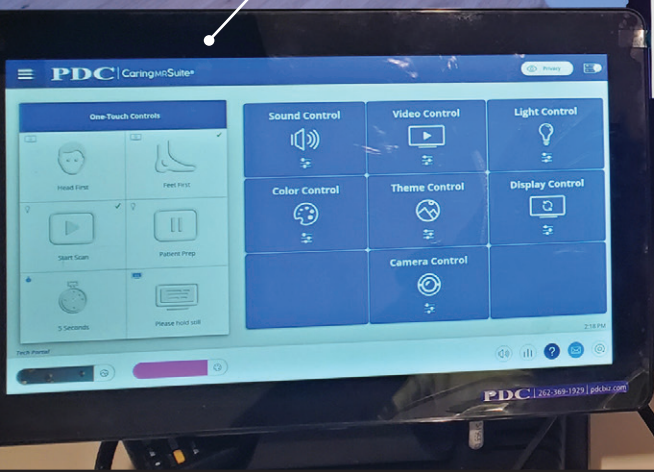 PDC | CaringMRSuite®
Privacy
One-Touch Controls
Head First
Feet First
Start Scan
Patient Prep
5 Seconds
Please hold still
Sound Control
Video Control
Light Control
Color Control
Theme Control
Display Control
Camera Control
2:58 PM
Tech Portal
?
PDC | 262-369-1929 | pdcbiz.com